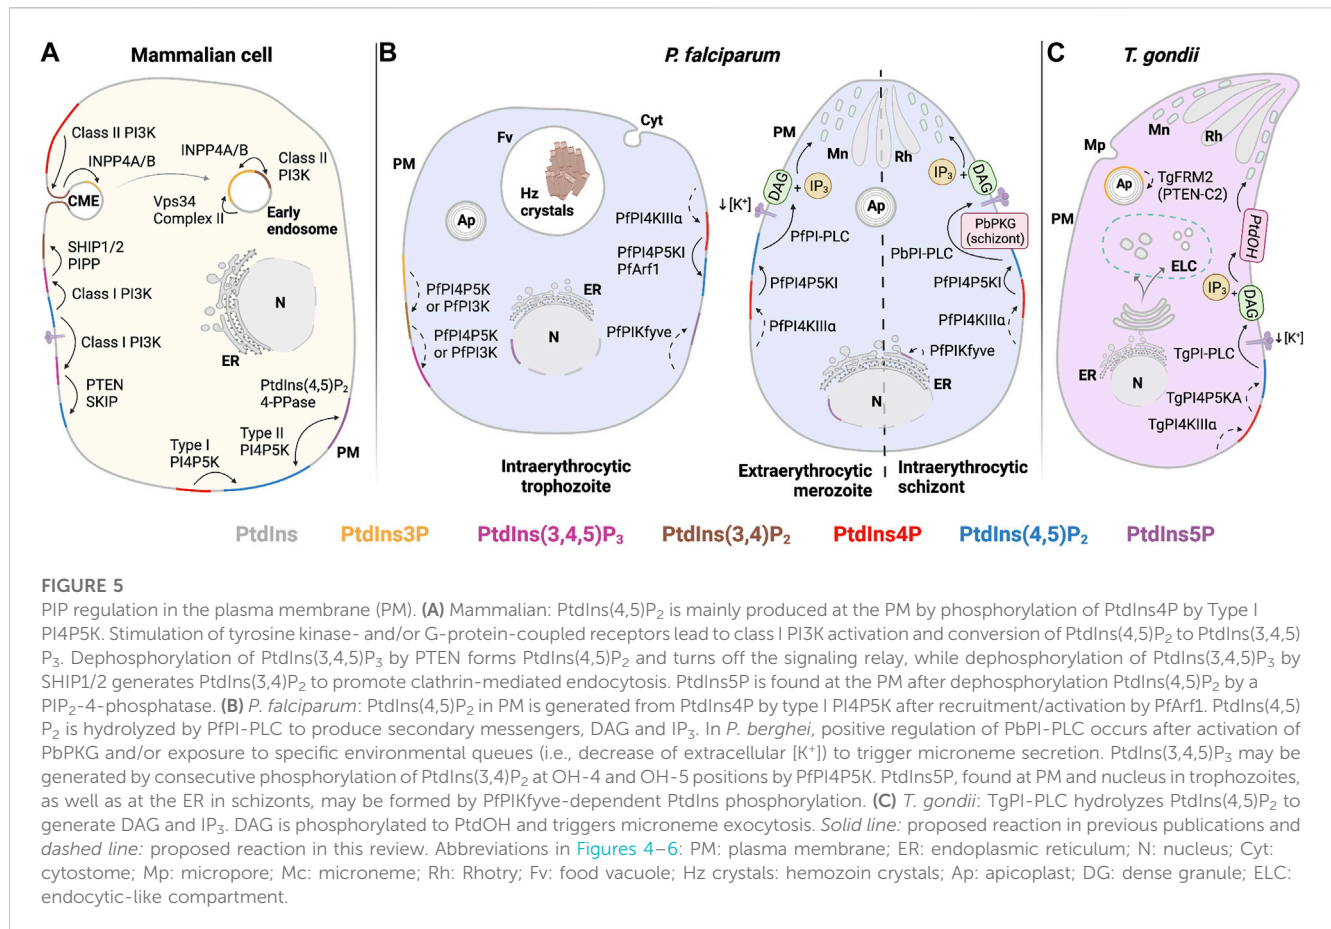 A
Mammalian cell
Class II PI3K
INPP4A/B
CME
INPP4A/B
Class II
PI3K
Vps34
Complex II
Early
endosome
SHIP1/2
PIPP
Class I PI3K
Class I PI3K
PTEN
SKIP
N
ER
PtdIns(4,5)P₂
4-PPase
Type II
PI4P5K
Type I
PI4P5K
PM
B
P. falciparum
PM
Fv
Cyt
Hz
crystals
Ap
PfPI4KIIIα
PfPI4P5KI
PfArf1
PfPI4P5K
or PfPI3K
PfPI4P5K
or PfPI3K
ER
N
PfPIKfyve
Intraerythrocytic
trophozoite
PM
Mn
Rh
DAG
+
IP₃
IP₃
+
DAG
↓[K⁺]
Ap
PfPI-PLC
PbPI-PLC
PbPKG
(schizont)
PfPI4P5KI
PfPI4P5KI
PfPI4KIIIα
PfPI4KIIIα
PfPIKfyve
ER
N
Extraerythrocytic
merozoite
Intraerythrocytic
schizont
C
T. gondii
Mn
Rh
Mp
Ap
TgFRM2
(PTEN-C2)
PM
PtdOH
ELC
IP₃
+
DAG
↓[K⁺]
TgPI-PLC
ER
N
TgPI4P5KA
TgPI4KIIIα
PtdIns PtdIns3P PtdIns(3,4,5)P₃ PtdIns(3,4)P₂ PtdIns4P PtdIns(4,5)P₂ PtdIns5P
FIGURE 5
PIP regulation in the plasma membrane (PM). (A) Mammalian: PtdIns(4,5)P₂ is mainly produced at the PM by phosphorylation of PtdIns4P by Type I
PI4P5K. Stimulation of tyrosine kinase- and/or G-protein-coupled receptors lead to class I PI3K activation and conversion of PtdIns(4,5)P₂ to PtdIns(3,4,5)
P₃. Dephosphorylation of PtdIns(3,4,5)P₃ by PTEN forms PtdIns(4,5)P₂ and turns off the signaling relay, while dephosphorylation of PtdIns(3,4,5)P₃ by
SHIP1/2 generates PtdIns(3,4)P₂ to promote clathrin-mediated endocytosis. PtdIns5P is found at the PM after dephosphorylation PtdIns(4,5)P₂ by a
PIP₂-4-phosphatase. (B) P. falciparum: PtdIns(4,5)P₂ in PM is generated from PtdIns4P by type I PI4P5K after recruitment/activation by PfArf1. PtdIns(4,5)
P₂ is hydrolyzed by PfPI-PLC to produce secondary messengers, DAG and IP₃. In P. berghei, positive regulation of PbPI-PLC occurs after activation of
PbPKG and/or exposure to specific environmental queues (i.e., decrease of extracellular [K⁺]) to trigger microneme secretion. PtdIns(3,4,5)P₃ may be
generated by consecutive phosphorylation of PtdIns(3,4)P₂ at OH-4 and OH-5 positions by PfPI4P5K. PtdIns5P, found at PM and nucleus in trophozoites,
as well as at the ER in schizonts, may be formed by PfPIKfyve-dependent PtdIns phosphorylation. (C) T. gondii: TgPI-PLC hydrolyzes PtdIns(4,5)P₂ to
generate DAG and IP₃. DAG is phosphorylated to PtdOH and triggers microneme exocytosis. Solid line: proposed reaction in previous publications and
dashed line: proposed reaction in this review. Abbreviations in Figures 4–6: PM: plasma membrane; ER: endoplasmic reticulum; N: nucleus; Cyt:
cytostome; Mp: micropore; Mc: microneme; Rh: Rhotry; Fv: food vacuole; Hz crystals: hemozoin crystals; Ap: apicoplast; DG: dense granule; ELC:
endocytic-like compartment.